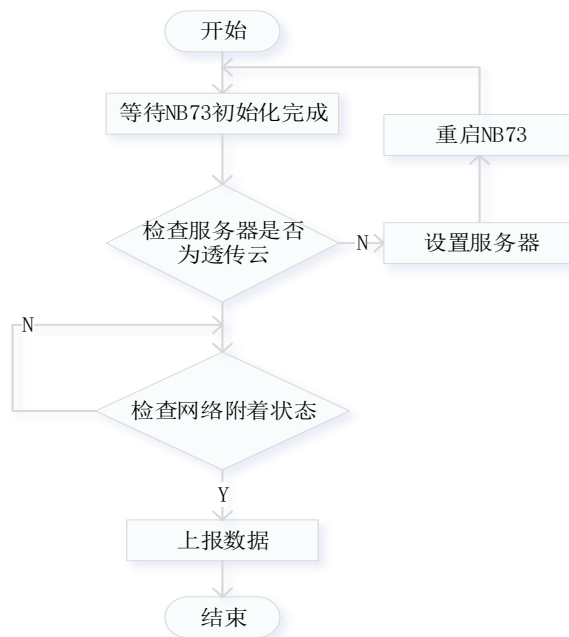 开始
等待NB73初始化完成
重启NB73
检查服务器是否
为透传云
N
设置服务器
N
检查网络附着状态
Y
上报数据
结束